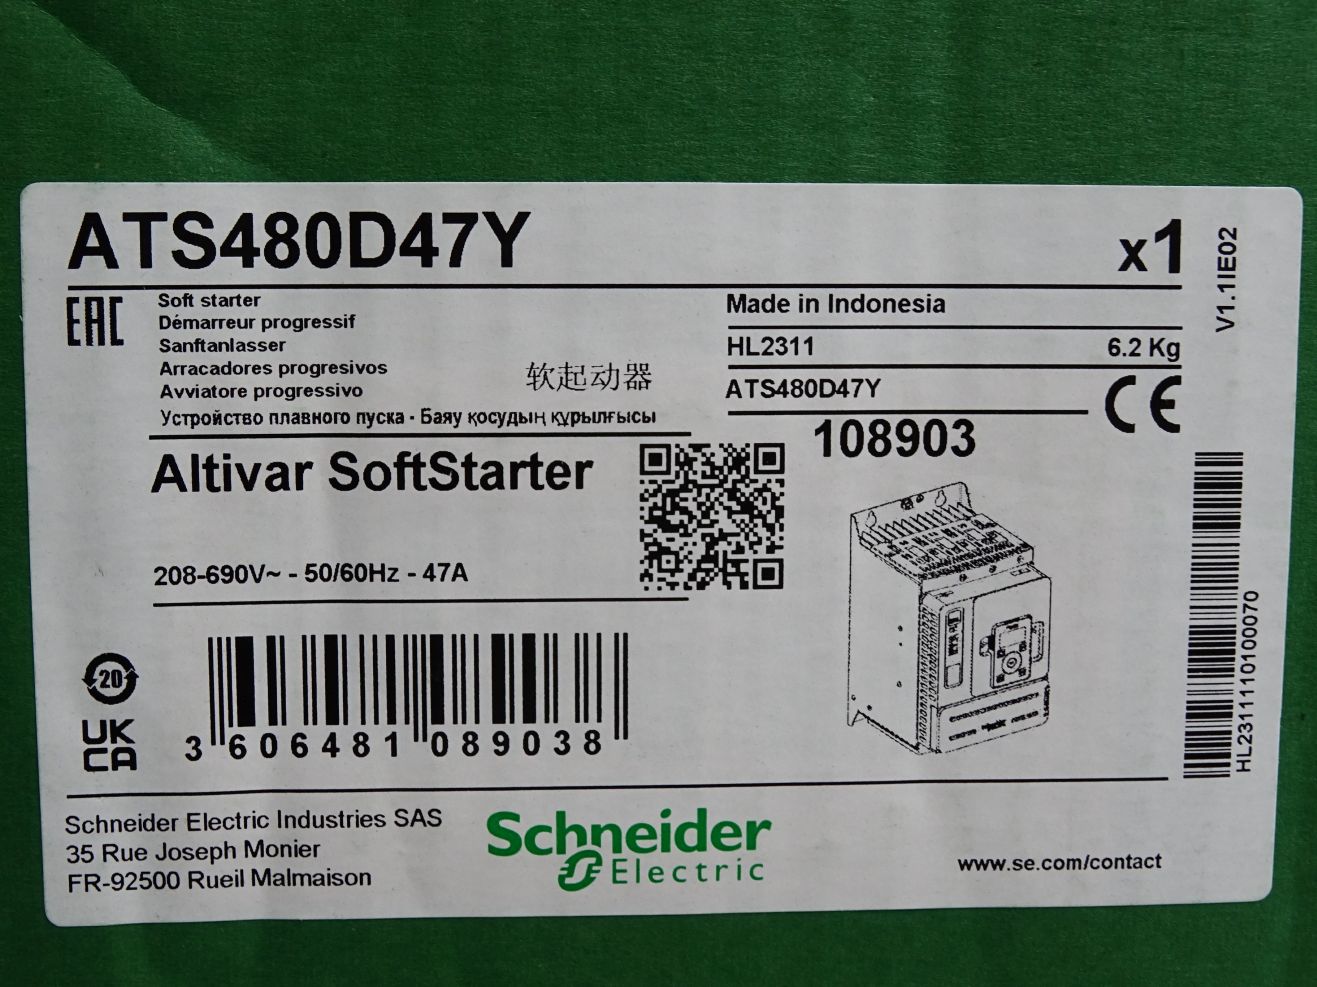 ATS480D47Y
x1
V1.1IE02
EAC
Soft starter
Démarreur progressif
Sanftanlasser
Arracadores progresivos
Avviatore progressivo
软起动器
Устройство плавного пуска · Баяу қосудың құрылғысы
Made in Indonesia
HL2311 6.2 Kg
ATS480D47Y
CE
108903
Altivar SoftStarter
208-690V~ - 50/60Hz - 47A
20
UK
CA
3 606481 089038
HL231111010100070
Schneider Electric Industries SAS
35 Rue Joseph Monier
FR-92500 Rueil Malmaison
Schneider
Electric
www.se.com/contact